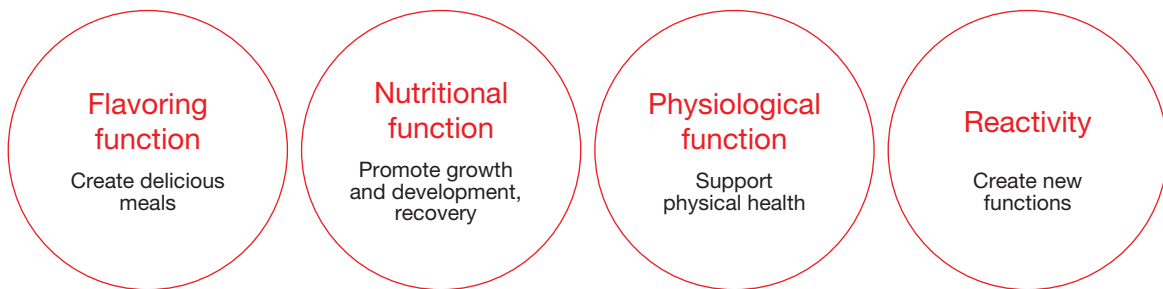 Flavoring
function
Create delicious
meals
Nutritional
function
Promote growth
and development,
recovery
Physiological
function
Support
physical health
Reactivity
Create new
functions